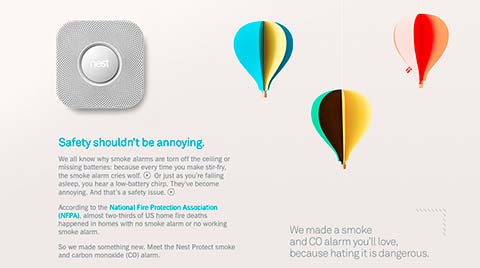 nest
Safety shouldn't be annoying.
We all know why smoke alarms are torn off the ceiling or
missing batteries: because every time you make stir-fry,
the smoke alarm cries wolf. Or just as you're falling
asleep, you hear a low-battery chirp. They've become
annoying. And that's a safety issue.
According to the National Fire Protection Association
(NFPA), almost two-thirds of US home fire deaths
happened in homes with no smoke alarm or no working
smoke alarm.
So we made something new. Meet the Nest Protect smoke
and carbon monoxide (CO) alarm.
We made a smoke
and CO alarm you'll love,
because hating it is dangerous.